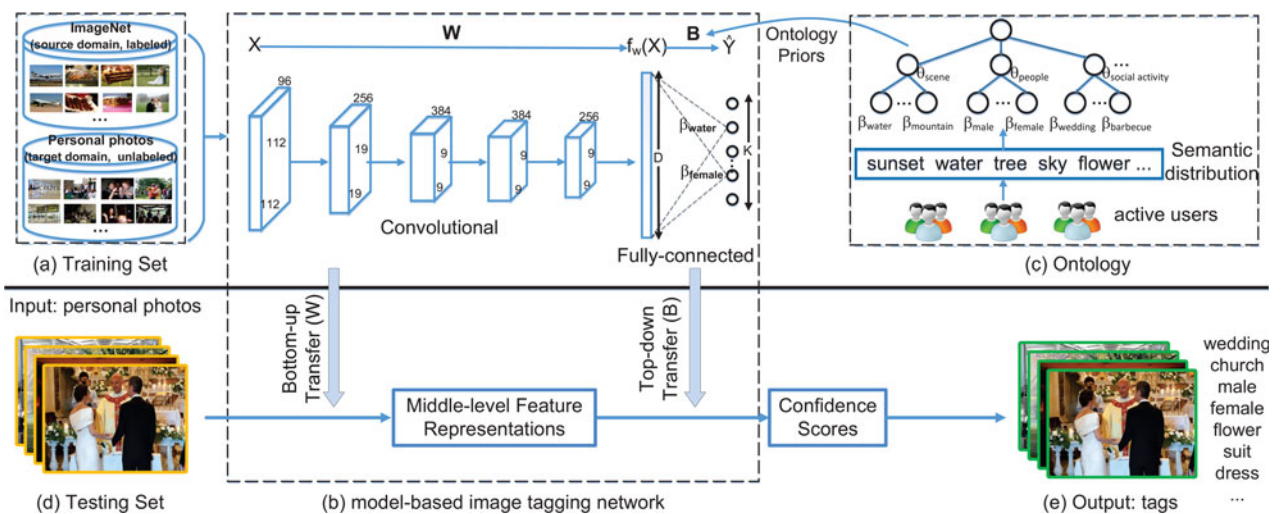 ImageNet
(source domain, labeled)
...
Personal photos
(target domain, unlabeled)
...
(a) Training Set
X
W
f_w(X)
B
Ŷ
96
112
112
256
19
19
384
9
9
384
9
9
256
9
9
Convolutional
D
β_water
β_female
K
Fully-connected
Ontology
Priors
θ_scene
θ_people
θ_social activity
...
...
...
...
β_water
β_mountain
β_male
β_female
β_wedding
β_barbecue
sunset water tree sky flower ...
Semantic
distribution
active users
(c) Ontology
Input: personal photos
(d) Testing Set
Bottom-up
Transfer (W)
Top-down
Transfer (B)
Middle-level Feature
Representations
Confidence
Scores
(b) model-based image tagging network
wedding
church
male
female
flower
suit
dress
...
(e) Output: tags